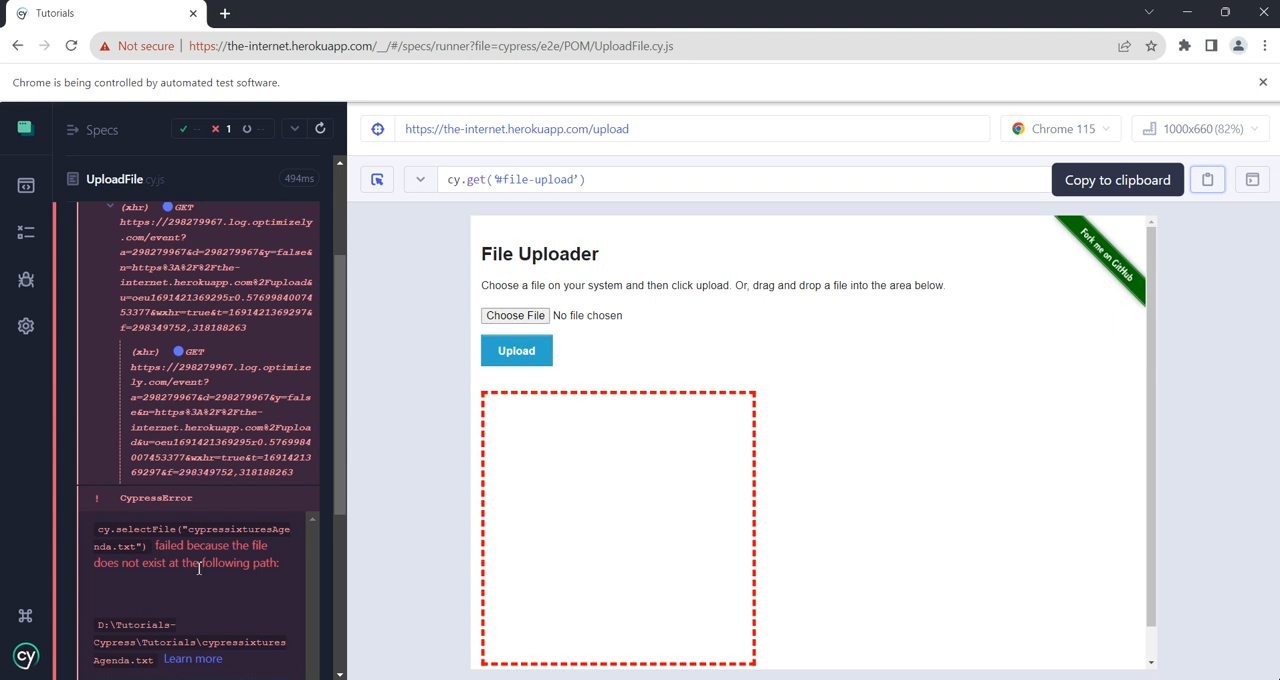 Tutorials
Not secure | https://the-internet.herokuapp.com/__/#/specs/runner?file=cypress/e2e/POM/UploadFile.cy.js
Chrome is being controlled by automated test software.
Specs
✓ -- × 1 --
https://the-internet.herokuapp.com/upload
Chrome 115
1000x660 (82%)
UploadFile cy.js
494ms
cy.get('#file-upload')
Copy to clipboard
(xhr) GET
https://298279967.log.optimizely
.com/event?
a=298279967&d=298279967&y=false&
n=https%3A%2F%2Fthe-
internet.herokuapp.com%2Fupload&
u=oeu1691421369295r0.57699840074
53377&wxhr=true&t=1691421369297&
f=298349752,318188263
(xhr) GET
https://298279967.log.optimize
ly.com/event?
a=298279967&d=298279967&y=fals
e&n=https%3A%2F%2Fthe-
internet.herokuapp.com%2Fuploa
d&u=oeu1691421369295r0.5769984
007453377&wxhr=true&t=16914213
69297&f=298349752,318188263
! CypressError
cy.selectFile("cypressixturesAge
nda.txt") failed because the file
does not exist at the following path:
D:\Tutorials-
Cypress\Tutorials\cypressixtures
Agenda.txt Learn more
cy
File Uploader
Choose a file on your system and then click upload. Or, drag and drop a file into the area below.
Choose File No file chosen
Upload
Fork me on GitHub